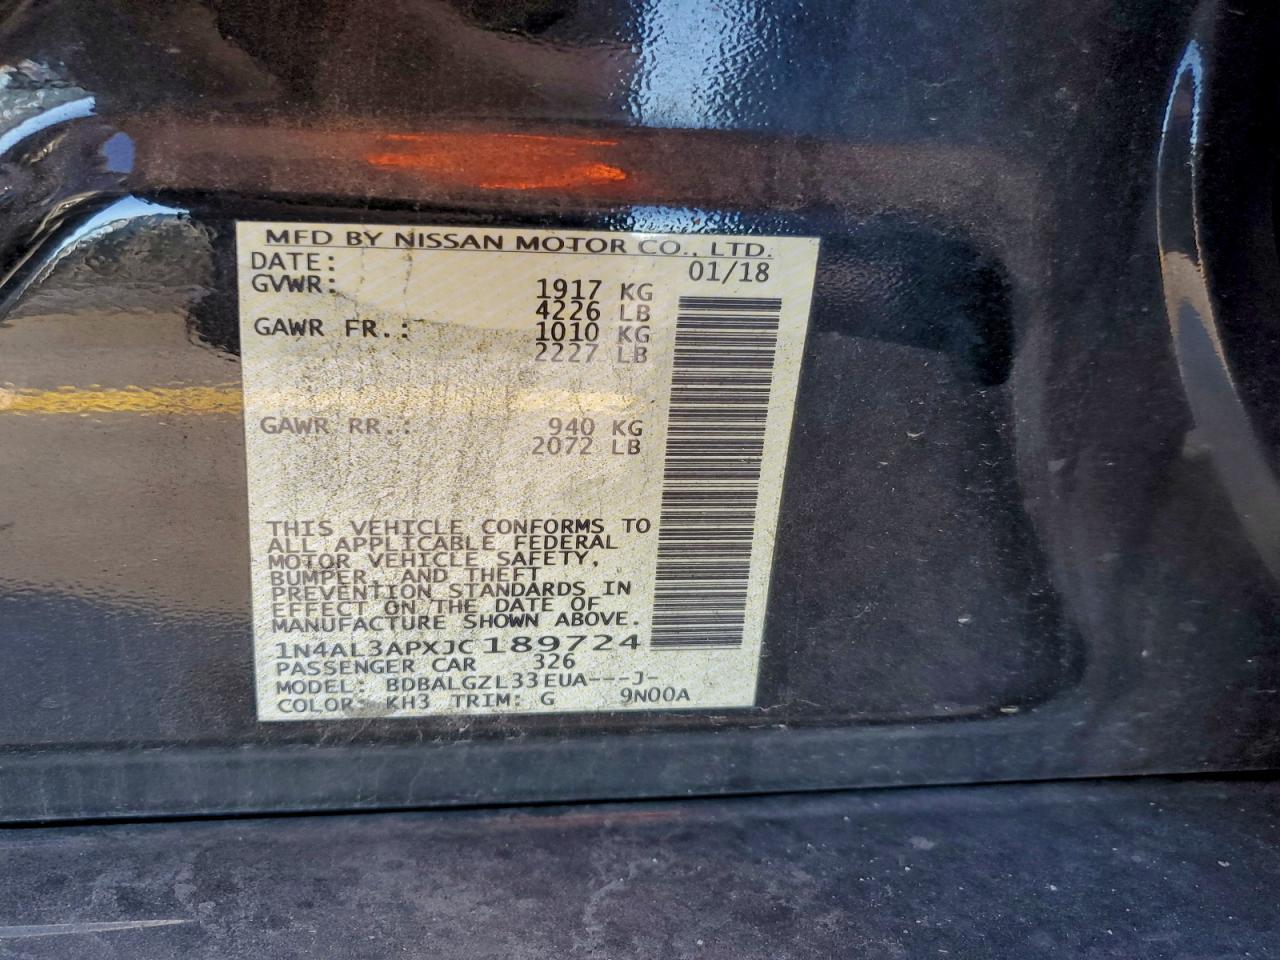 MFD BY NISSAN MOTOR CO., LTD.
DATE: 01/18
GVWR: 1917 KG
4226 LB
GAWR FR.: 1010 KG
2227 LB
GAWR RR.: 940 KG
2072 LB
THIS VEHICLE CONFORMS TO
ALL APPLICABLE FEDERAL
MOTOR VEHICLE SAFETY,
BUMPER, AND THEFT
PREVENTION STANDARDS IN
EFFECT ON THE DATE OF
MANUFACTURE SHOWN ABOVE.
1N4AL3APXJC189724
PASSENGER CAR 326
MODEL: BDBALGZL33EUA---J-
COLOR: KH3 TRIM: G 9N00A